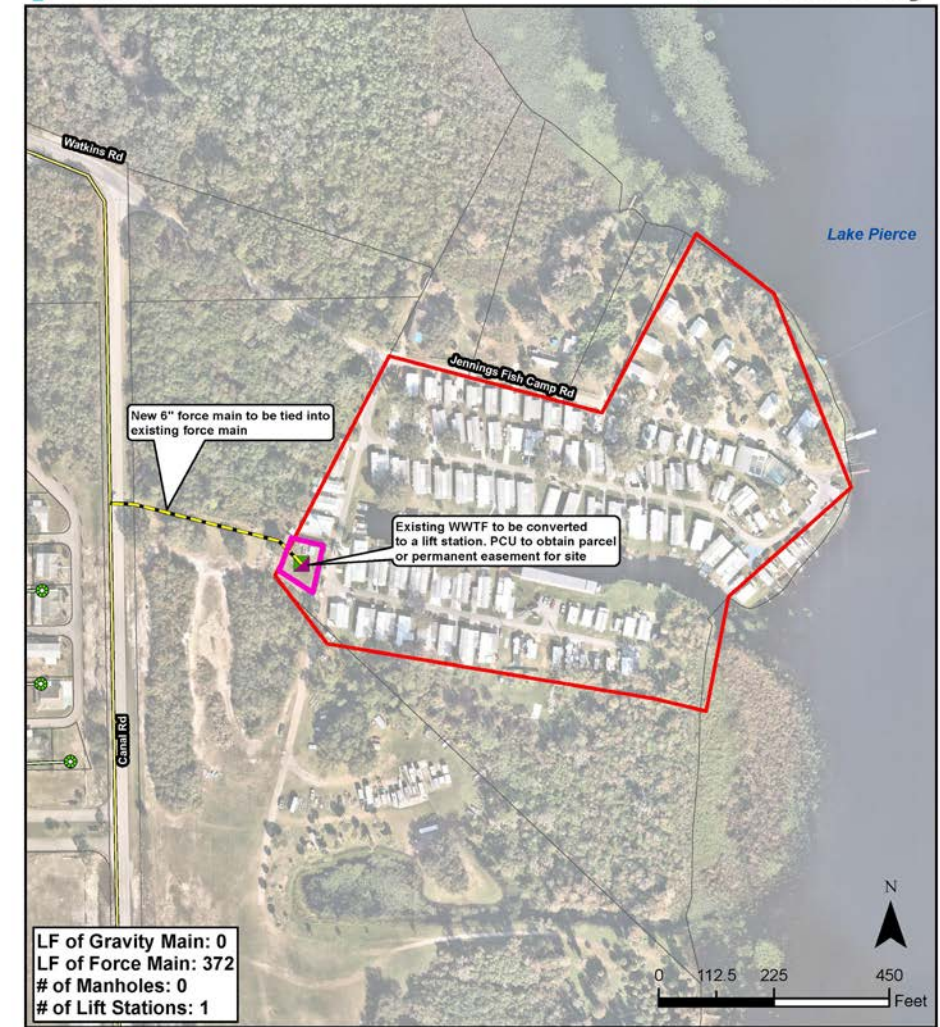 Watkins Rd
Lake Pierce
Jennings Fish Camp Rd
New 6" force main to be tied into
existing force main
Existing WWTF to be converted
to a lift station. PCU to obtain parcel
or permanent easement for site
Canal Rd
LF of Gravity Main: 0
LF of Force Main: 372
# of Manholes: 0
# of Lift Stations: 1
N
0 112.5 225 450
Feet